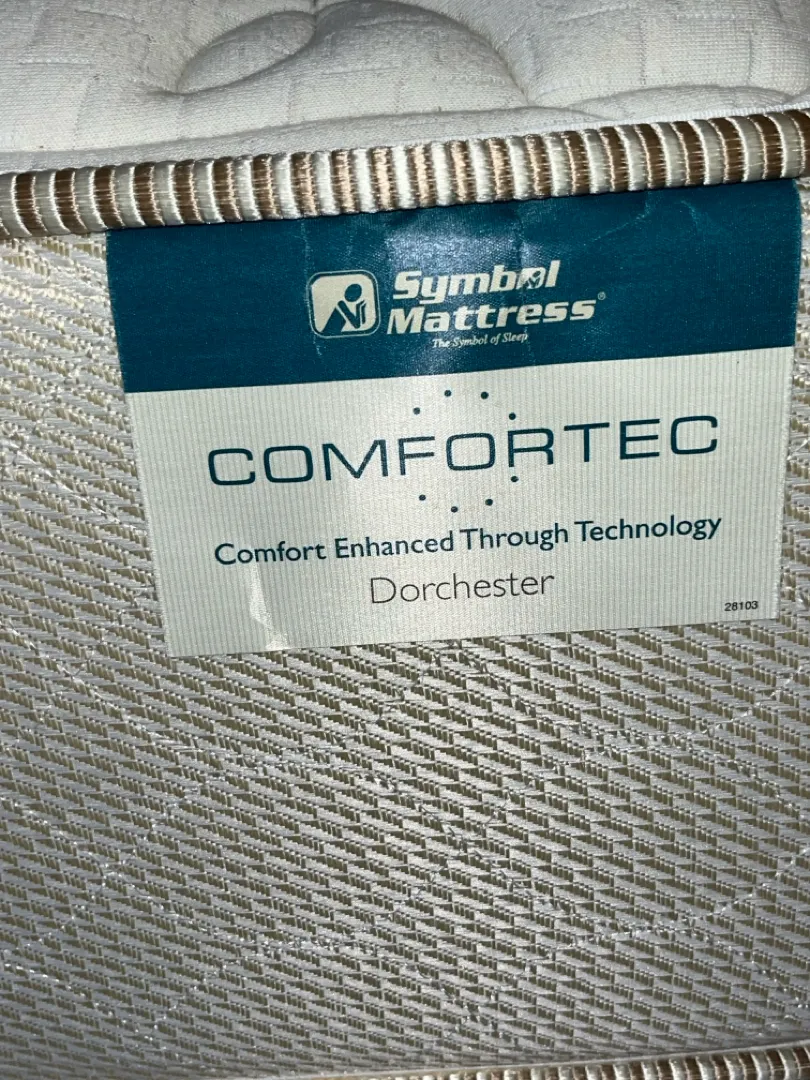 Symbol
Mattress®
The Symbol of Sleep
COMFORTEC
Comfort Enhanced Through Technology
Dorchester
28103